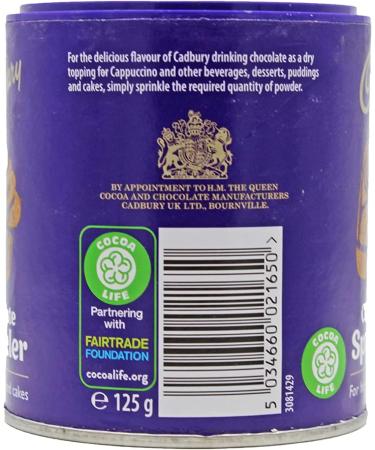 For the delicious flavour of Cadbury drinking chocolate as a dry
topping for Cappuccino and other beverages, desserts, puddings
and cakes, simply sprinkle the required quantity of powder.
BY APPOINTMENT TO H.M. THE QUEEN
COCOA AND CHOCOLATE MANUFACTURERS
CADBURY UK LTD., BOURNVILLE.
COCOA
LIFE
Partnering
with
FAIRTRADE
FOUNDATION
cocoalife.org
e 125 g
5 034660 021650 >
3081429
COCOA
LIFE
cakes